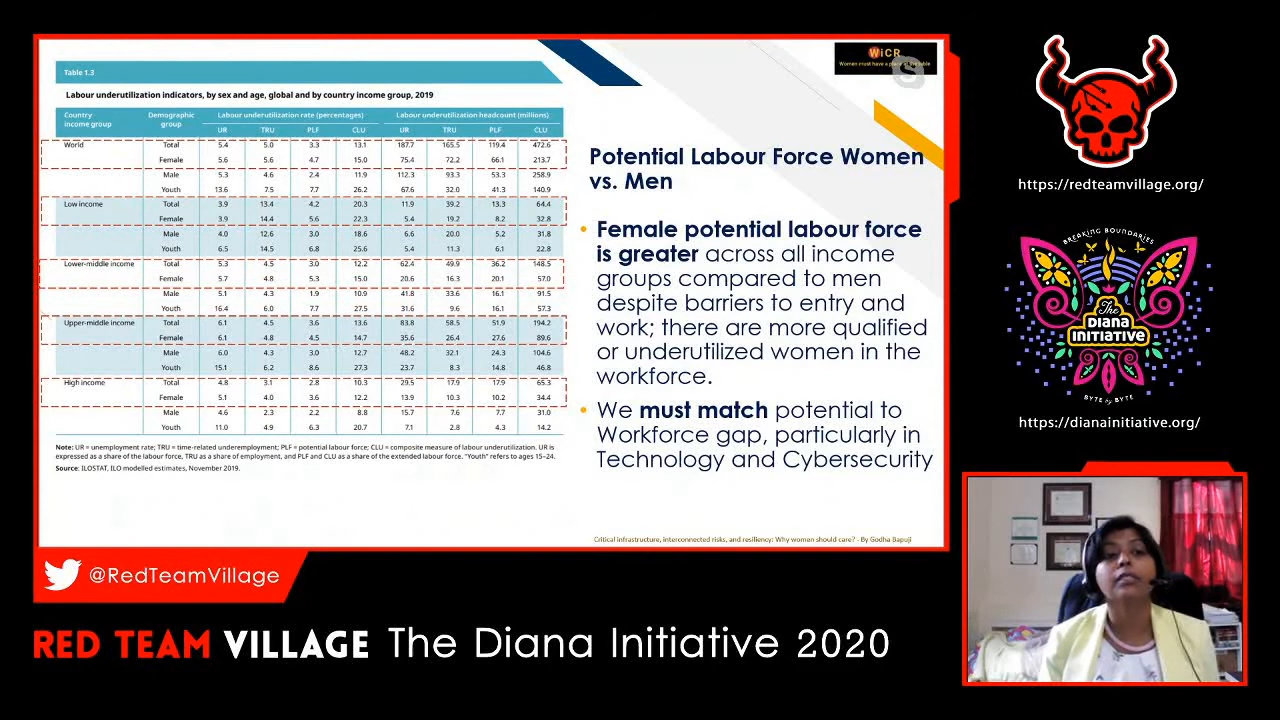 WiCR
Women must have a place at the table
Table 1.3
Labour underutilization indicators, by sex and age, global and by country income group, 2019
Country income group Demographic group Labour underutilization rate (percentages) Labour underutilization headcount (millions)
UR TRU PLF CLU UR TRU PLF CLU
World Total 5.4 5.0 3.3 13.1 187.7 165.5 119.4 472.6
Female 5.6 5.6 4.7 15.0 75.4 72.2 66.1 213.7
Male 5.3 4.6 2.4 11.9 112.3 93.3 53.3 258.9
Youth 13.6 7.5 7.7 26.2 67.6 32.0 41.3 140.9
Low income Total 3.9 13.4 4.2 20.3 11.9 39.2 13.3 64.4
Female 3.9 14.4 5.6 22.3 5.4 19.2 8.2 32.8
Male 4.0 12.6 3.0 18.6 6.6 20.0 5.2 31.8
Youth 6.5 14.5 6.8 25.6 5.4 11.3 6.1 22.8
Lower-middle income Total 5.3 4.5 3.0 12.2 62.4 49.9 36.2 148.5
Female 5.7 4.8 5.3 15.0 20.6 16.3 20.1 57.0
Male 5.1 4.3 1.9 10.9 41.8 33.6 16.1 91.5
Youth 16.4 6.0 7.7 27.5 31.6 9.6 16.1 57.3
Upper-middle income Total 6.1 4.5 3.6 13.6 83.8 58.5 51.9 194.2
Female 6.1 4.8 4.5 14.7 35.6 26.4 27.6 89.6
Male 6.0 4.3 3.0 12.7 48.2 32.1 24.3 104.6
Youth 15.1 6.2 8.6 27.3 23.7 8.3 14.8 46.8
High income Total 4.8 3.1 2.8 10.3 29.5 17.9 17.9 65.3
Female 5.1 4.0 3.6 12.2 13.9 10.3 10.2 34.4
Male 4.6 2.3 2.2 8.8 15.7 7.6 7.7 31.0
Youth 11.0 4.9 6.3 20.7 7.1 2.8 4.3 14.2
Note: UR = unemployment rate; TRU = time-related underemployment; PLF = potential labour force; CLU = composite measure of labour underutilization. UR is
expressed as a share of the labour force, TRU as a share of employment, and PLF and CLU as a share of the extended labour force. "Youth" refers to ages 15–24.
Source: ILOSTAT, ILO modelled estimates, November 2019.
Potential Labour Force Women
vs. Men
• Female potential labour force
is greater across all income
groups compared to men
despite barriers to entry and
work; there are more qualified
or underutilized women in the
workforce.
• We must match potential to
Workforce gap, particularly in
Technology and Cybersecurity
Critical infrastructure, interconnected risks, and resiliency: Why women should care? - By Godha Bapuji
https://redteamvillage.org/
BREAKING BOUNDARIES
The
DIANA
INITIATIVE
BYTE by BYTE
https://dianainitiative.org/
@RedTeamVillage
RED TEAM VILLAGE The Diana Initiative 2020